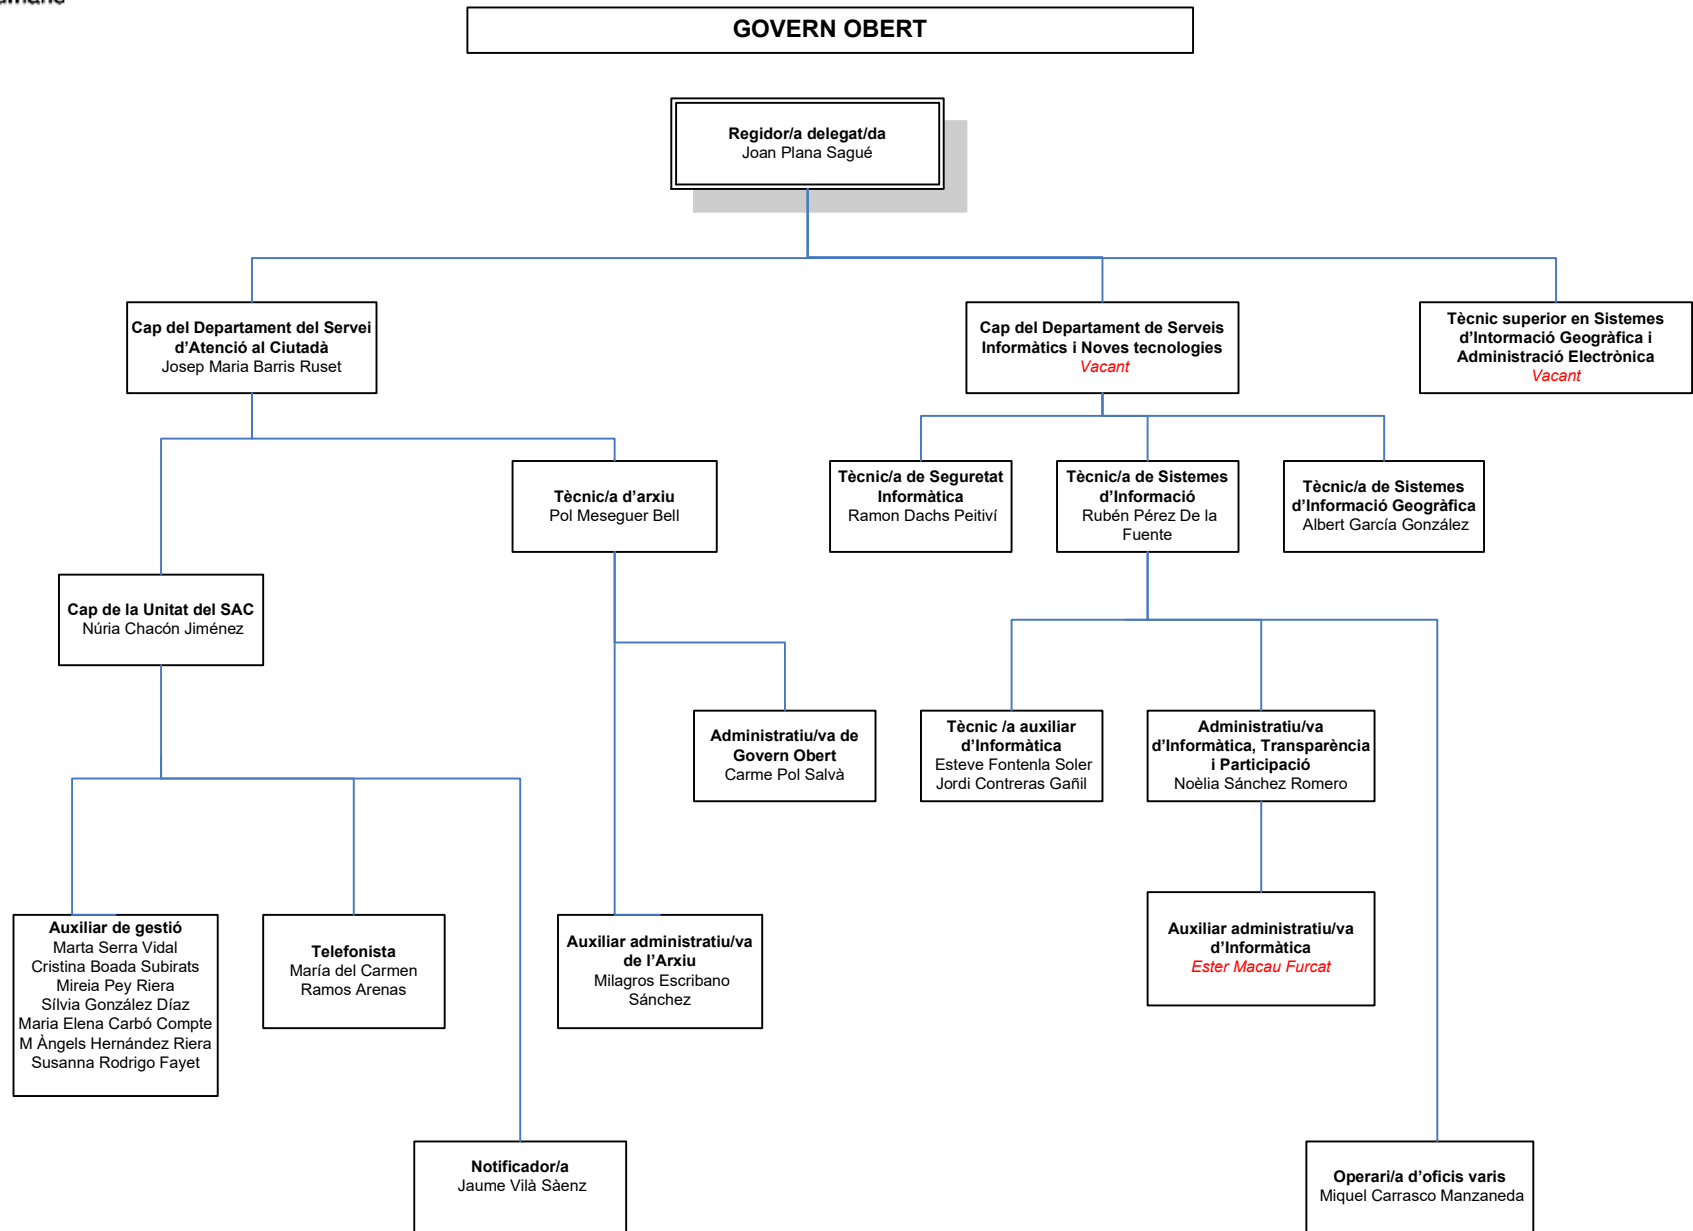 GOVERN OBERT
Regidor/a delegat/da
Joan Plana Sagué
Cap del Departament del Servei
d'Atenció al Ciutadà
Josep Maria Barris Ruset
Cap del Departament de Serveis
Informàtics i Noves tecnologies
Vacant
Tècnic superior en Sistemes
d'Intormació Geogràfica i
Administració Electrònica
Vacant
Tècnic/a d'arxiu
Pol Meseguer Bell
Tècnic/a de Seguretat
Informàtica
Ramon Dachs Peitiví
Tècnic/a de Sistemes
d'Informació
Rubén Pérez De la
Fuente
Tècnic/a de Sistemes
d'Informació Geogràfica
Albert García González
Cap de la Unitat del SAC
Núria Chacón Jiménez
Administratiu/va de
Govern Obert
Carme Pol Salvà
Tècnic /a auxiliar
d'Informàtica
Esteve Fontenla Soler
Jordi Contreras Gañil
Administratiu/va
d'Informàtica, Transparència
i Participació
Noèlia Sánchez Romero
Auxiliar de gestió
Marta Serra Vidal
Cristina Boada Subirats
Mireia Pey Riera
Sílvia González Díaz
Maria Elena Carbó Compte
M Àngels Hernández Riera
Susanna Rodrigo Fayet
Telefonista
María del Carmen
Ramos Arenas
Auxiliar administratiu/va
de l'Arxiu
Milagros Escribano
Sánchez
Auxiliar administratiu/va
d'Informàtica
Ester Macau Furcat
Notificador/a
Jaume Vilà Sàenz
Operari/a d'oficis varis
Miquel Carrasco Manzaneda